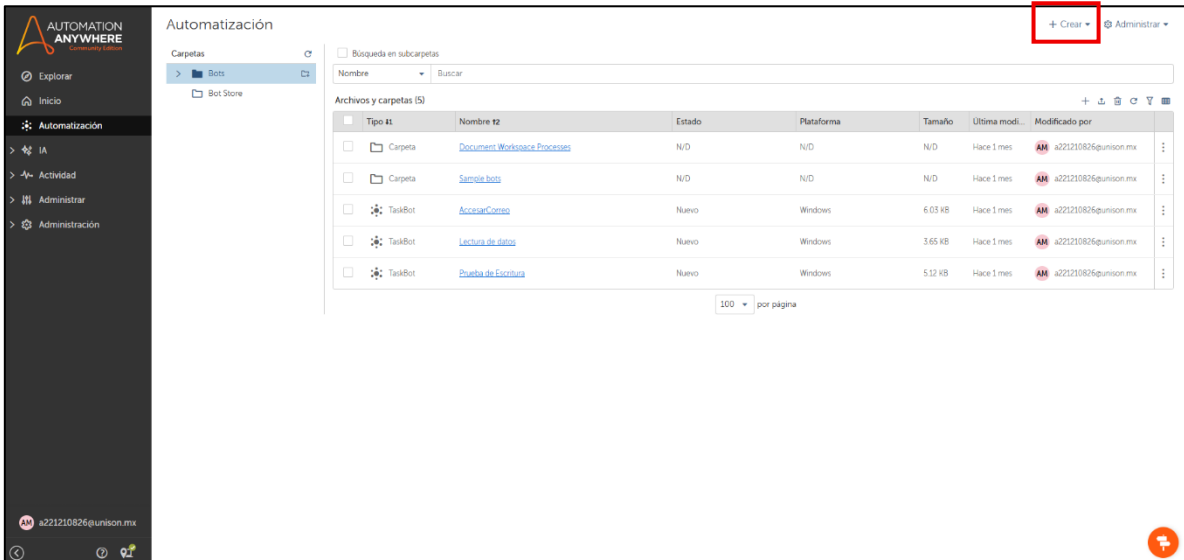 AUTOMATION
ANYWHERE
Community Edition
Explorar
Inicio
Automatización
IA
Actividad
Administrar
Administración
AM a221210826@unison.mx
Automatización
+ Crear
Administrar
Carpetas
Bots
Bot Store
Búsqueda en subcarpetas
Nombre Buscar
Archivos y carpetas (5)
Tipo Nombre Estado Plataforma Tamaño Última modi... Modificado por
Carpeta Document Workspace Processes N/D N/D N/D Hace 1 mes AM a221210826@unison.mx
Carpeta Sample bots N/D N/D N/D Hace 1 mes AM a221210826@unison.mx
TaskBot AccesarCorreo Nuevo Windows 6.03 KB Hace 1 mes AM a221210826@unison.mx
TaskBot Lectura de datos Nuevo Windows 3.65 KB Hace 1 mes AM a221210826@unison.mx
TaskBot Prueba de Escritura Nuevo Windows 5.12 KB Hace 1 mes AM a221210826@unison.mx
100 por página